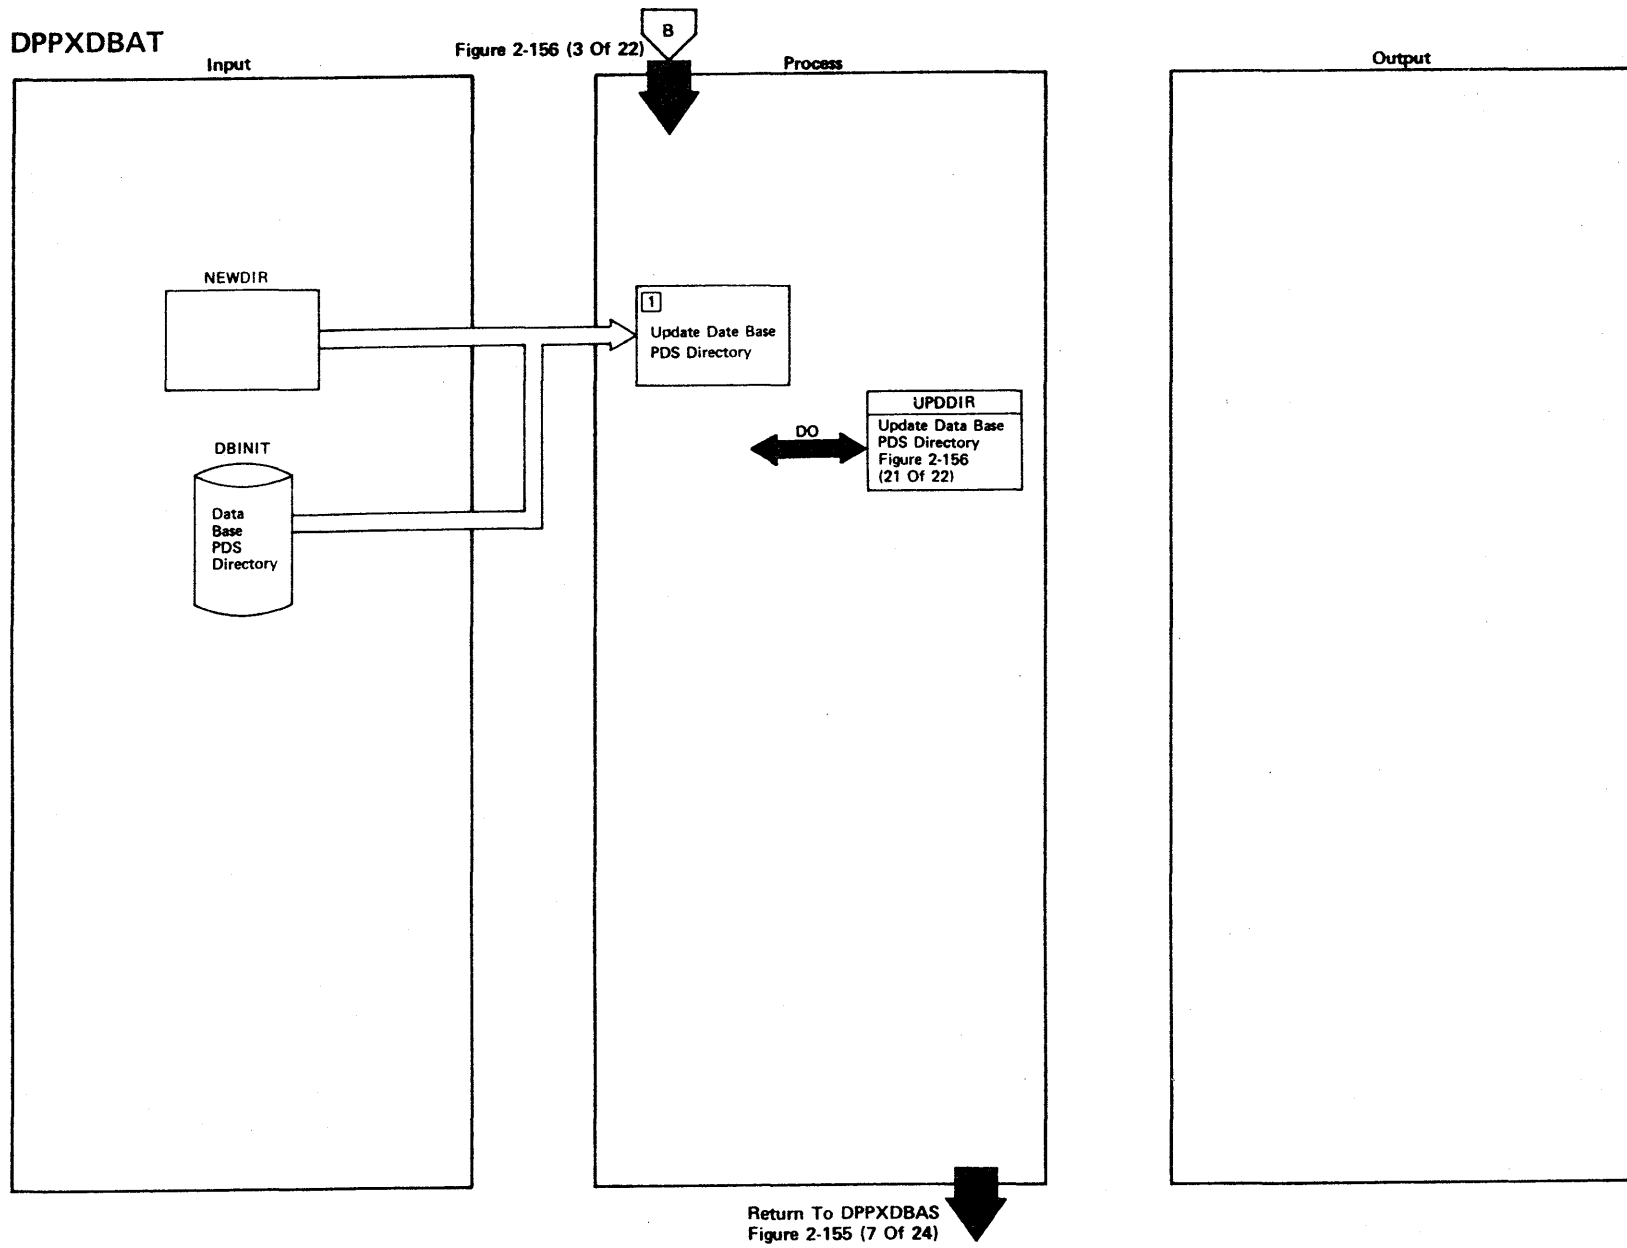 DPPXDBAT
Figure 2-156 (3 Of 22)
B
Input
Process
Output
NEWDIR
1
Update Date Base
PDS Directory
DO
UPDDIR
Update Data Base
PDS Directory
Figure 2-156
(21 Of 22)
DBINIT
Data
Base
PDS
Directory
Return To DPPXDBAS
Figure 2-155 (7 Of 24)